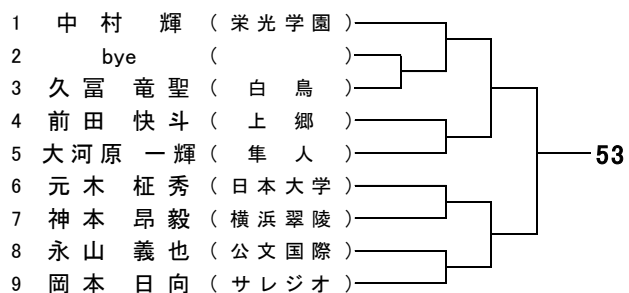 1 中村 輝 ( 栄光学園 )
2 bye ( )
3 久冨 竜聖 ( 白鳥 )
4 前田 快斗 ( 上郷 )
5 大河原 一輝 ( 隼人 )
53
6 元木 柾秀 ( 日本大学 )
7 神本 昂毅 ( 横浜翠陵 )
8 永山 義也 ( 公文国際 )
9 岡本 日向 ( サレジオ )